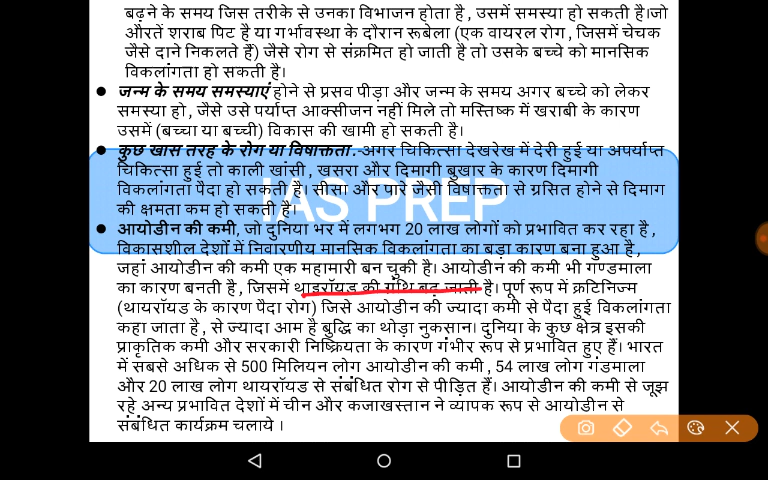 बढ़ने के समय जिस तरीके से उनका विभाजन होता है, उसमें समस्या हो सकती है।जो
औरतें शराब पिट है या गर्भावस्था के दौरान रूबेला (एक वायरल रोग, जिसमें चेचक
जैसे दाने निकलते हैं) जैसे रोग से संक्रमित हो जाती है तो उसके बच्चे को मानसिक
विकलांगता हो सकती है।
● जन्म के समय समस्याएं होने से प्रसव पीड़ा और जन्म के समय अगर बच्चे को लेकर
समस्या हो, जैसे उसे पर्याप्त आक्सीजन नहीं मिले तो मस्तिष्क में खराबी के कारण
उसमें (बच्चा या बच्ची) विकास की खामी हो सकती है।
● कुछ खास तरह के रोग या विषाक्तता.-अगर चिकित्सा देखरेख में देरी हुई या अपर्याप्त
चिकित्सा हुई तो काली खांसी, खसरा और दिमागी बुखार के कारण दिमागी
विकलांगता पैदा हो सकती है। सीसा और पारे जैसी विषाक्तता से ग्रसित होने से दिमाग
की क्षमता कम हो सकती है।
IAS PREP
● आयोडीन की कमी, जो दुनिया भर में लगभग 20 लाख लोगों को प्रभावित कर रहा है,
विकासशील देशों में निवारणीय मानसिक विकलांगता का बड़ा कारण बना हुआ है,
जहां आयोडीन की कमी एक महामारी बन चुकी है। आयोडीन की कमी भी गण्डमाला
का कारण बनती है, जिसमें थाइरॉयड की ग्रंथि बढ़ जाती है। पूर्ण रूप में क्रटिनिज्म
(थायरॉयड के कारण पैदा रोग) जिसे आयोडीन की ज्यादा कमी से पैदा हुई विकलांगता
कहा जाता है, से ज्यादा आम है बुद्धि का थोड़ा नुकसान। दुनिया के कुछ क्षेत्र इसकी
प्राकृतिक कमी और सरकारी निष्क्रियता के कारण गंभीर रूप से प्रभावित हुए हैं। भारत
में सबसे अधिक से 500 मिलियन लोग आयोडीन की कमी, 54 लाख लोग गंडमाला
और 20 लाख लोग थायरॉयड से संबंधित रोग से पीड़ित हैं। आयोडीन की कमी से जूझ
रहे अन्य प्रभावित देशों में चीन और कजाखस्तान ने व्यापक रूप से आयोडीन से
संबंधित कार्यक्रम चलाये ।